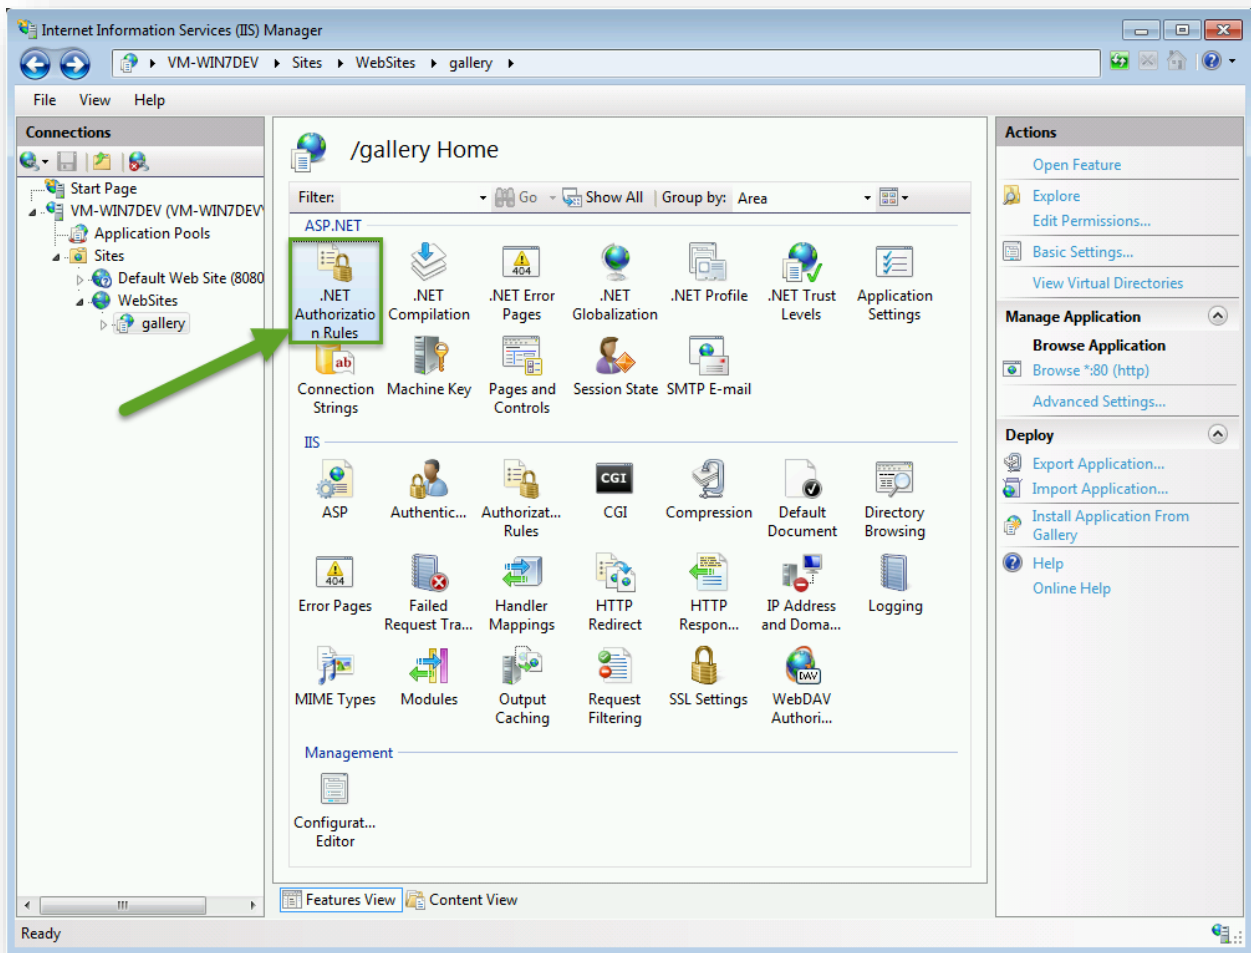 Internet Information Services (IIS) Manager
VM-WIN7DEV
Sites
WebSites
gallery
File View Help
Connections
Start Page
VM-WIN7DEV (VM-WIN7DEV
Application Pools
Sites
Default Web Site (8080
WebSites
gallery
/gallery Home
Filter: Go Show All Group by: Area
ASP.NET
.NET
Authorizatio
n Rules
.NET
Compilation
.NET Error
Pages
.NET
Globalization
.NET Profile
.NET Trust
Levels
Application
Settings
404
ab
Connection
Strings
Machine Key
Pages and
Controls
Session State
SMTP E-mail
IIS
ASP
Authentic...
Authorizat...
Rules
CGI
CGI
Compression
Default
Document
Directory
Browsing
404
Error Pages
Failed
Request Tra...
Handler
Mappings
HTTP
Redirect
HTTP
Respon...
IP Address
and Doma...
Logging
MIME Types
Modules
Output
Caching
Request
Filtering
SSL Settings
DAV
WebDAV
Authori...
Management
Configurat...
Editor
Features View
Content View
Actions
Open Feature
Explore
Edit Permissions...
Basic Settings...
View Virtual Directories
Manage Application
Browse Application
Browse *:80 (http)
Advanced Settings...
Deploy
Export Application...
Import Application...
Install Application From
Gallery
Help
Online Help
Ready